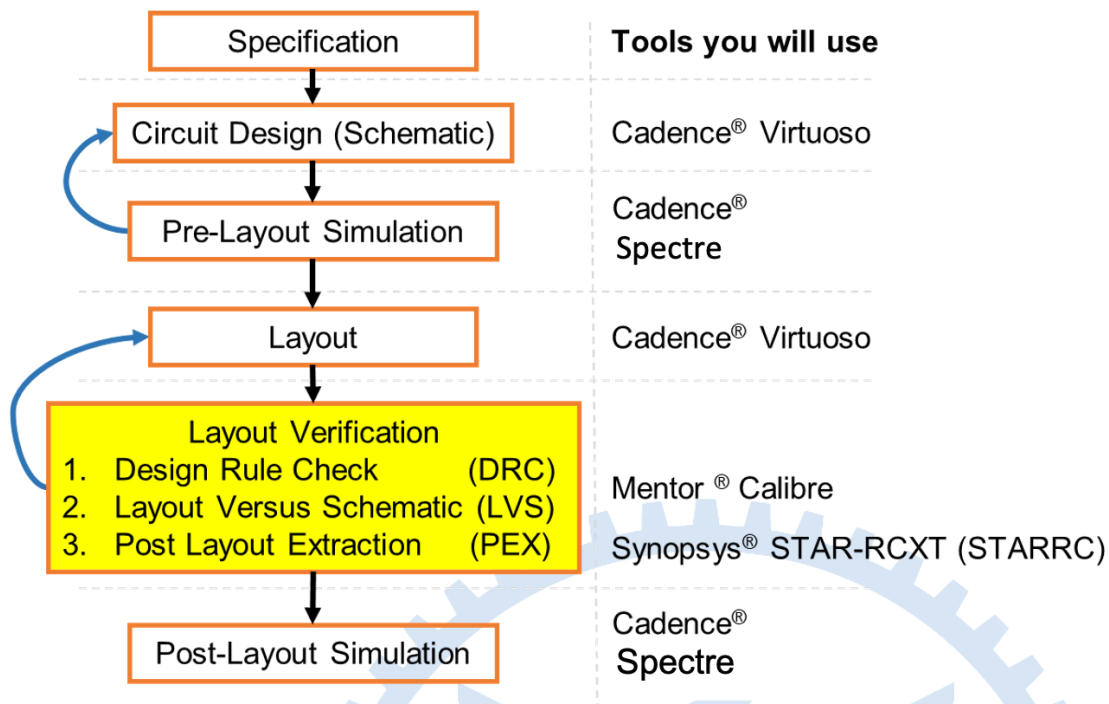 Specification
Tools you will use
Circuit Design (Schematic)
Cadence® Virtuoso
Pre-Layout Simulation
Cadence®
Spectre
Layout
Cadence® Virtuoso
Layout Verification
1. Design Rule Check (DRC)
2. Layout Versus Schematic (LVS)
3. Post Layout Extraction (PEX)
Mentor ® Calibre
Synopsys® STAR-RCXT (STARRC)
Post-Layout Simulation
Cadence®
Spectre